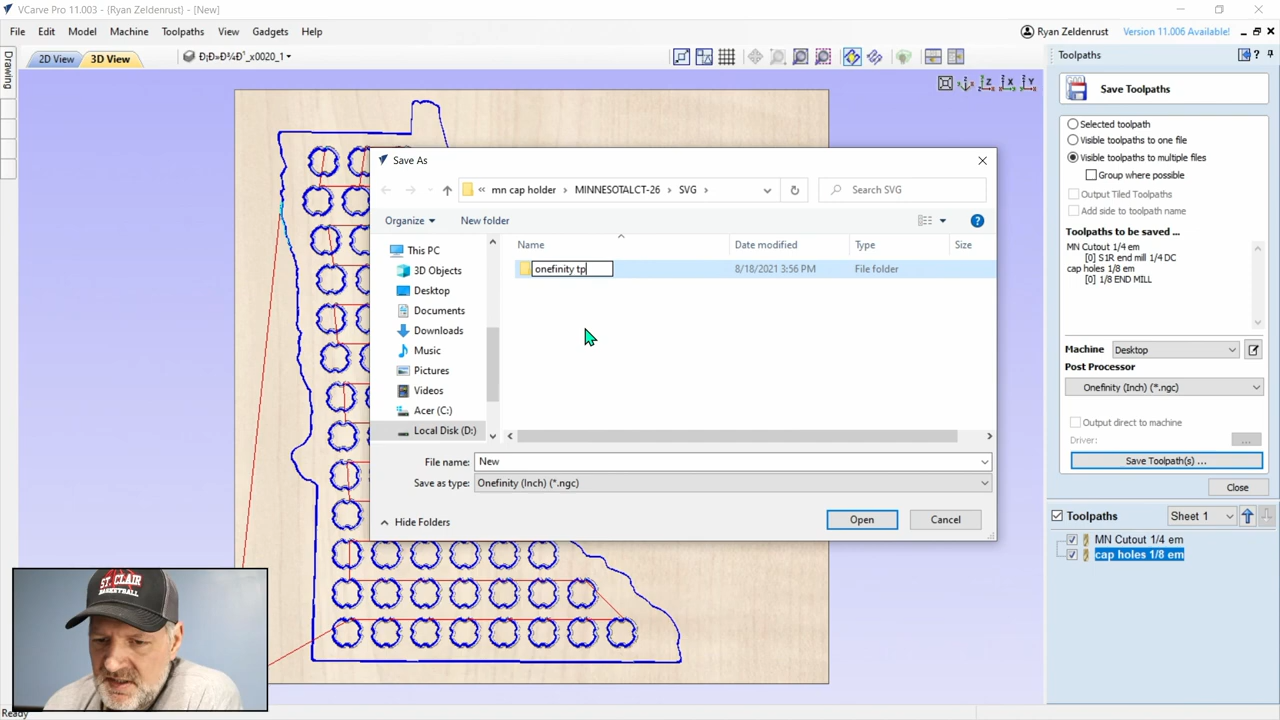 VCarve Pro 11.003 - {Ryan Zeldenrust} - [New]
File Edit Model Machine Toolpaths View Gadgets Help
Ryan Zeldenrust Version 11.006 Available!
Drawing
2D View 3D View Ð¡Ð»Ð¾Ð¹_x0020_1
Toolpaths
Save Toolpaths
Selected toolpath
Visible toolpaths to one file
Visible toolpaths to multiple files
Group where possible
Output Tiled Toolpaths
Add side to toolpath name
Toolpaths to be saved ...
MN Cutout 1/4 em
[0] S1R end mill 1/4 DC
cap holes 1/8 em
[0] 1/8 END MILL
Machine Desktop
Post Processor
Onefinity (Inch) (*.ngc)
Output direct to machine
Driver: ...
Save Toolpath(s) ...
Close
Toolpaths Sheet 1
MN Cutout 1/4 em
cap holes 1/8 em
Save As
« mn cap holder › MINNESOTALCT-26 › SVG ›
Search SVG
Organize New folder
Name Date modified Type Size
onefinity tp 8/18/2021 3:56 PM File folder
This PC
3D Objects
Desktop
Documents
Downloads
Music
Pictures
Videos
Acer (C:)
Local Disk (D:)
File name: New
Save as type: Onefinity (Inch) (*.ngc)
Hide Folders
Open Cancel
ST. CLAIR
BASKETBALL
Ready